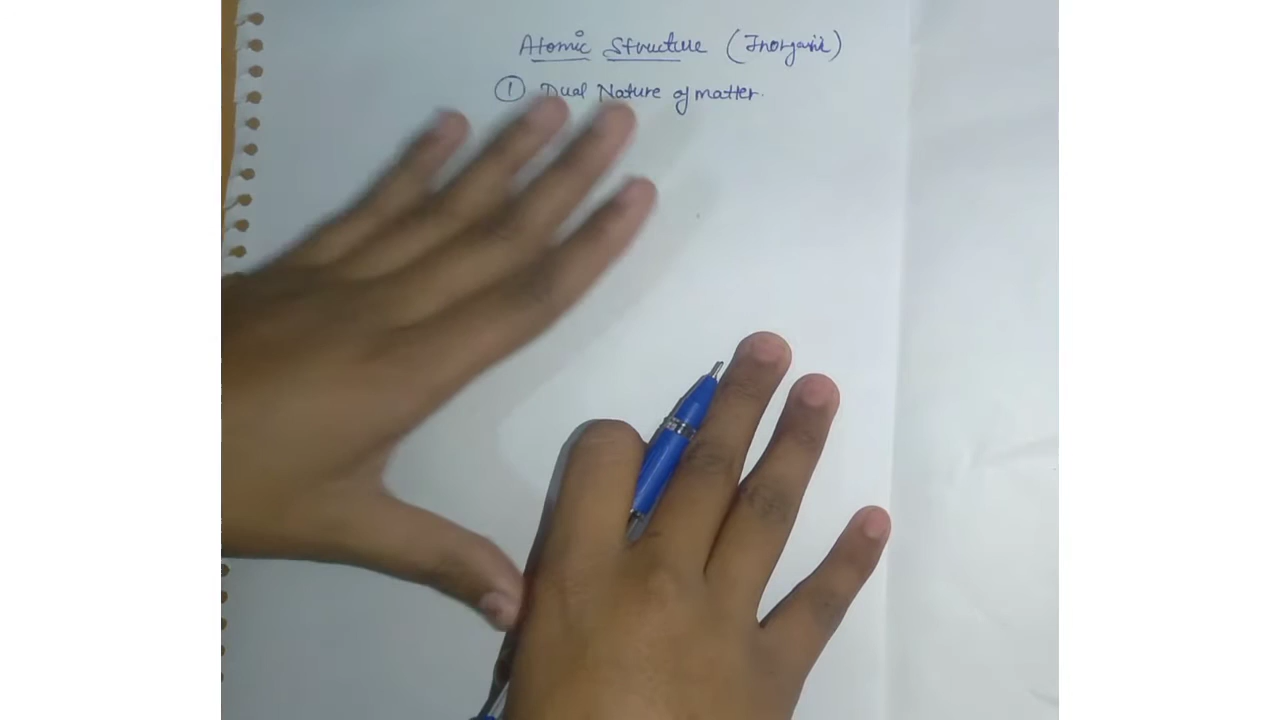 Atomic Structure (Inorganic)
① Dual Nature of matter.